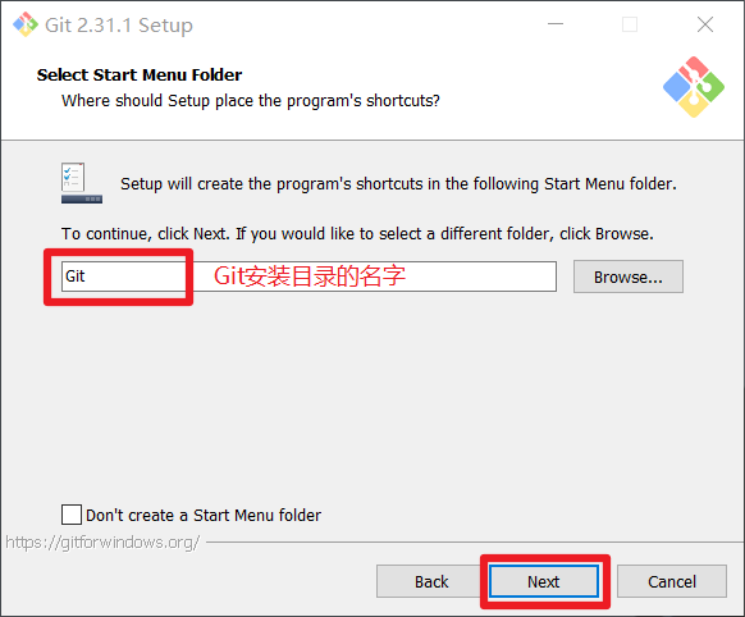 Git 2.31.1 Setup
Select Start Menu Folder
Where should Setup place the program's shortcuts?
Setup will create the program's shortcuts in the following Start Menu folder.
To continue, click Next. If you would like to select a different folder, click Browse.
Git Git安装目录的名字 Browse...
Don't create a Start Menu folder
https://gitforwindows.org/
Back Next Cancel